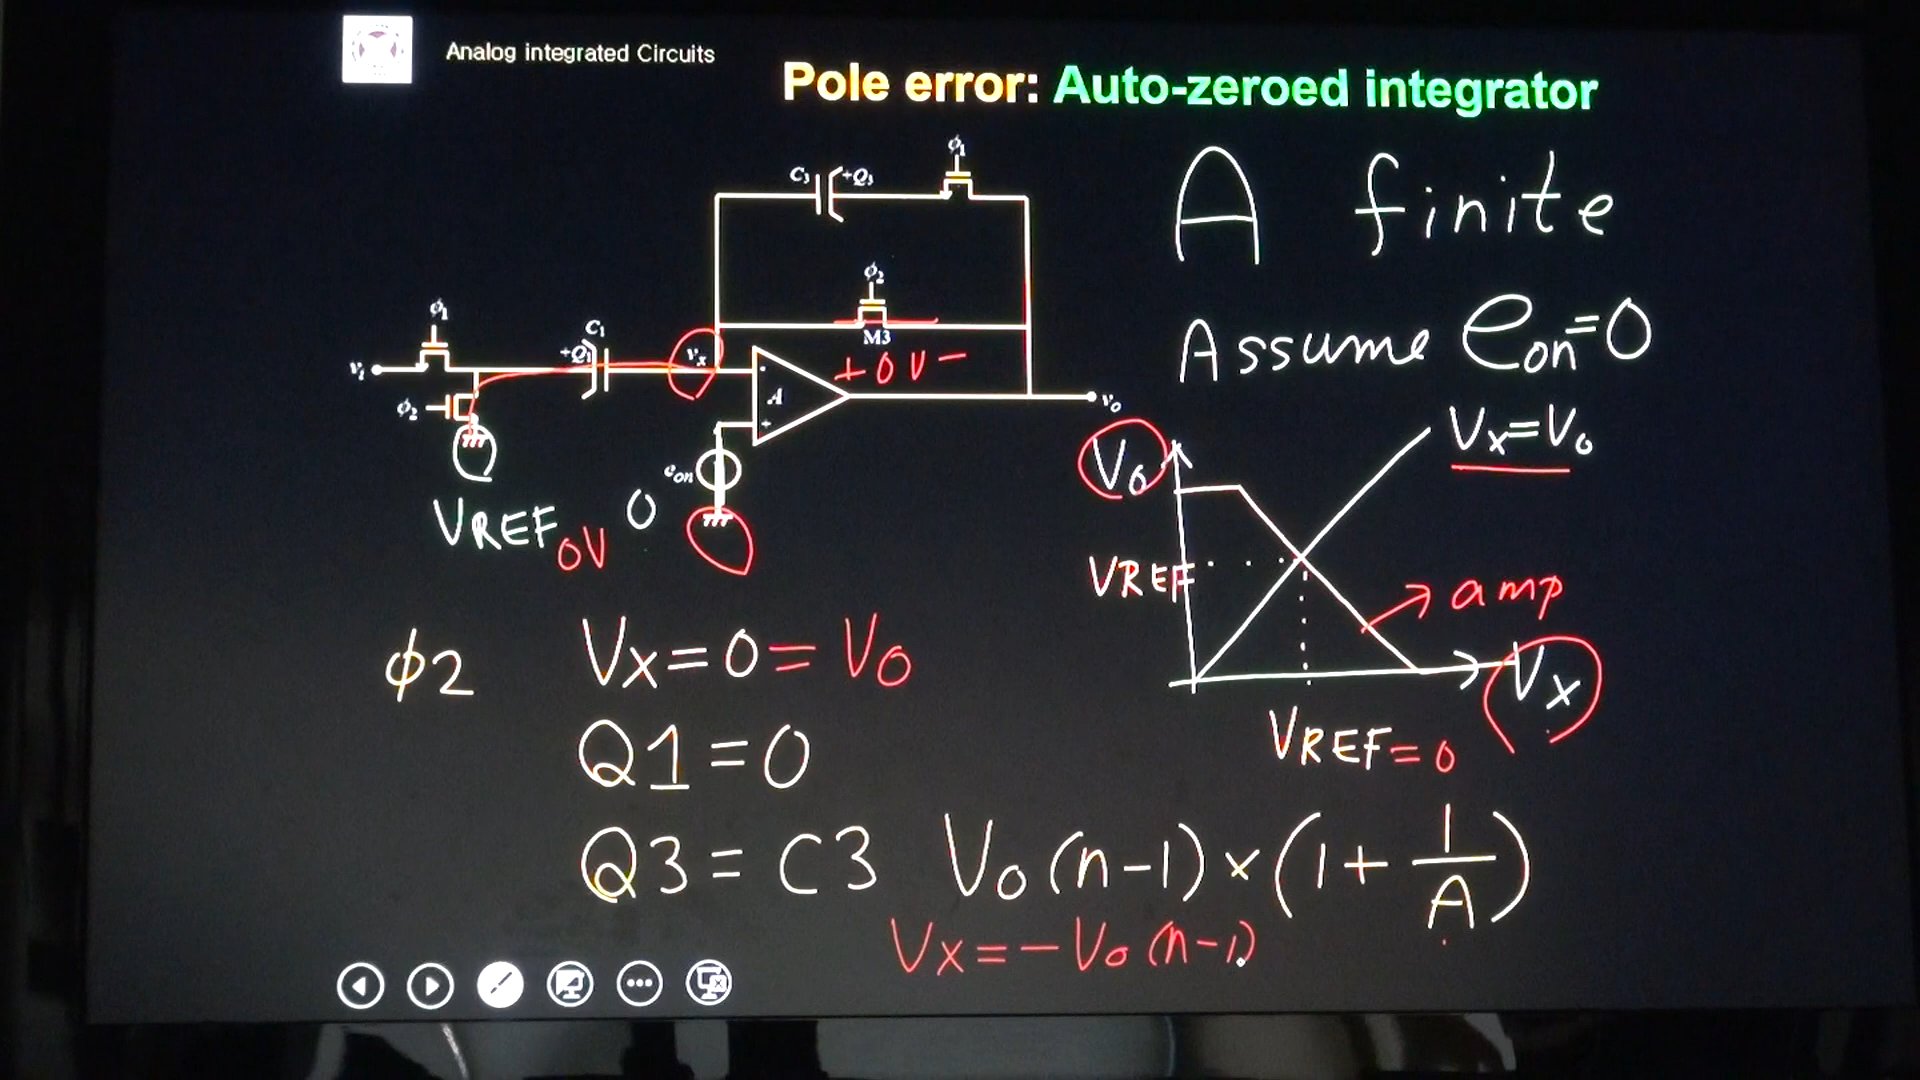 Analog integrated Circuits
Pole error: Auto-zeroed integrator
ϕ1
C3
+Q3
A finite
ϕ2
M3
ϕ1
C1
+Q1
vx
vi
+0V-
Assume eon=0
-
A
+
ϕ2
vo
eon
VREF 0V
0
Vo
Vx=Vo
VREF
amp
Vx
VREF=0
ϕ2
Vx=0=Vo
Q1=0
Q3=C3 Vo(n-1)×(1+1/A)
Vx=-Vo(n-1)